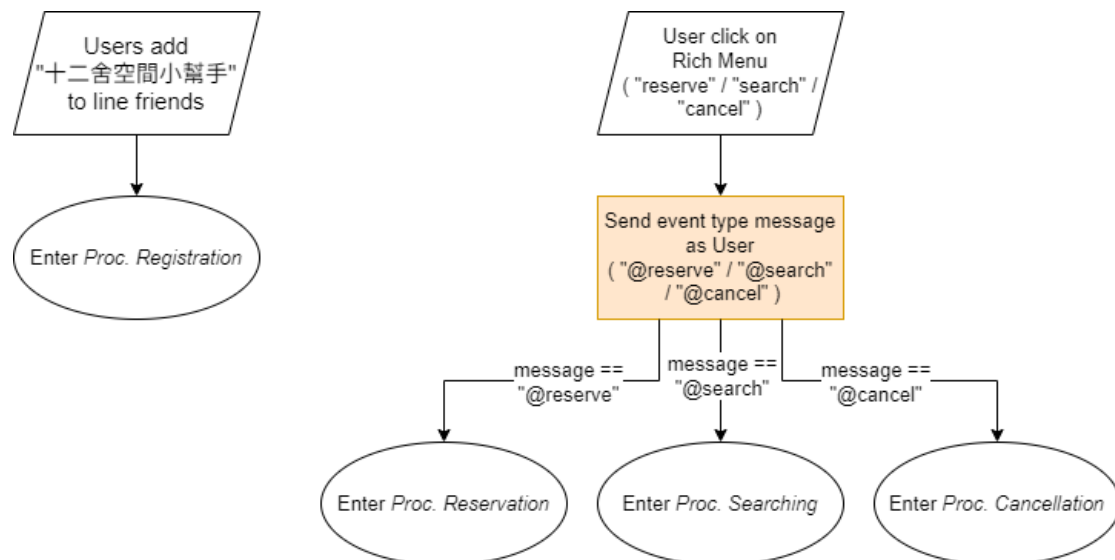 Users add
"十二舍空間小幫手"
to line friends
Enter Proc. Registration
User click on
Rich Menu
( "reserve" / "search" /
"cancel" )
Send event type message
as User
( "@reserve" / "@search"
/ "@cancel" )
message ==
"@reserve"
message ==
"@search"
message ==
"@cancel"
Enter Proc. Reservation
Enter Proc. Searching
Enter Proc. Cancellation